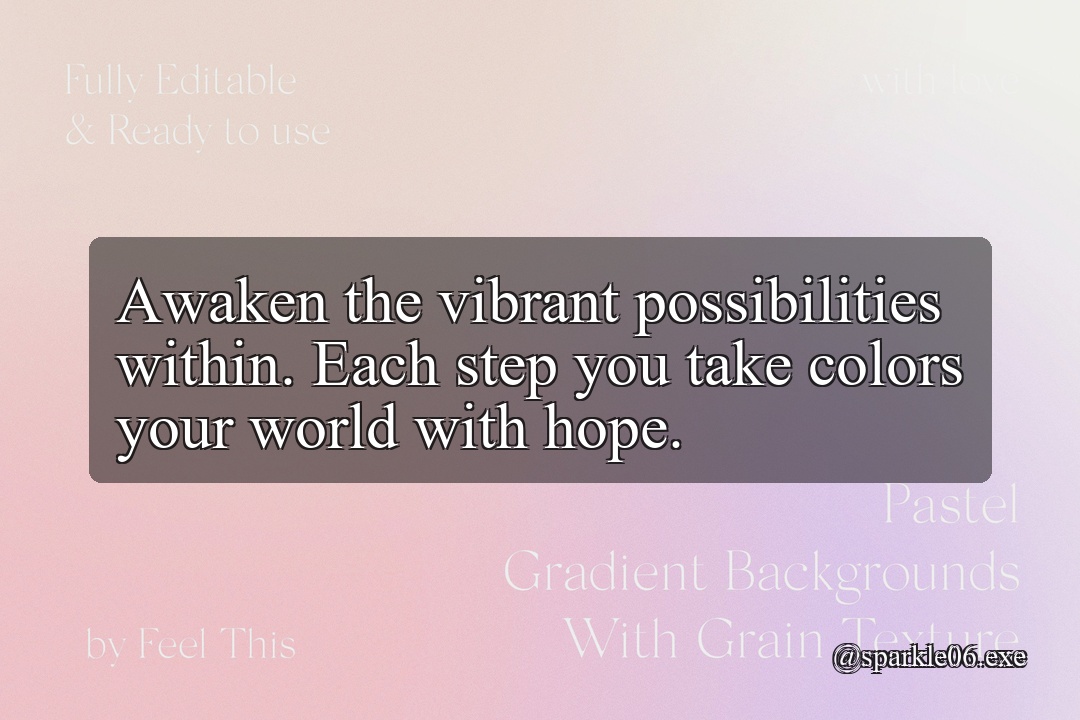 Fully Editable
& Ready to use
with love
Awaken the vibrant possibilities
within. Each step you take colors
your world with hope.
Pastel
Gradient Backgrounds
With Grain Texture
by Feel This
@sparkle06.exe